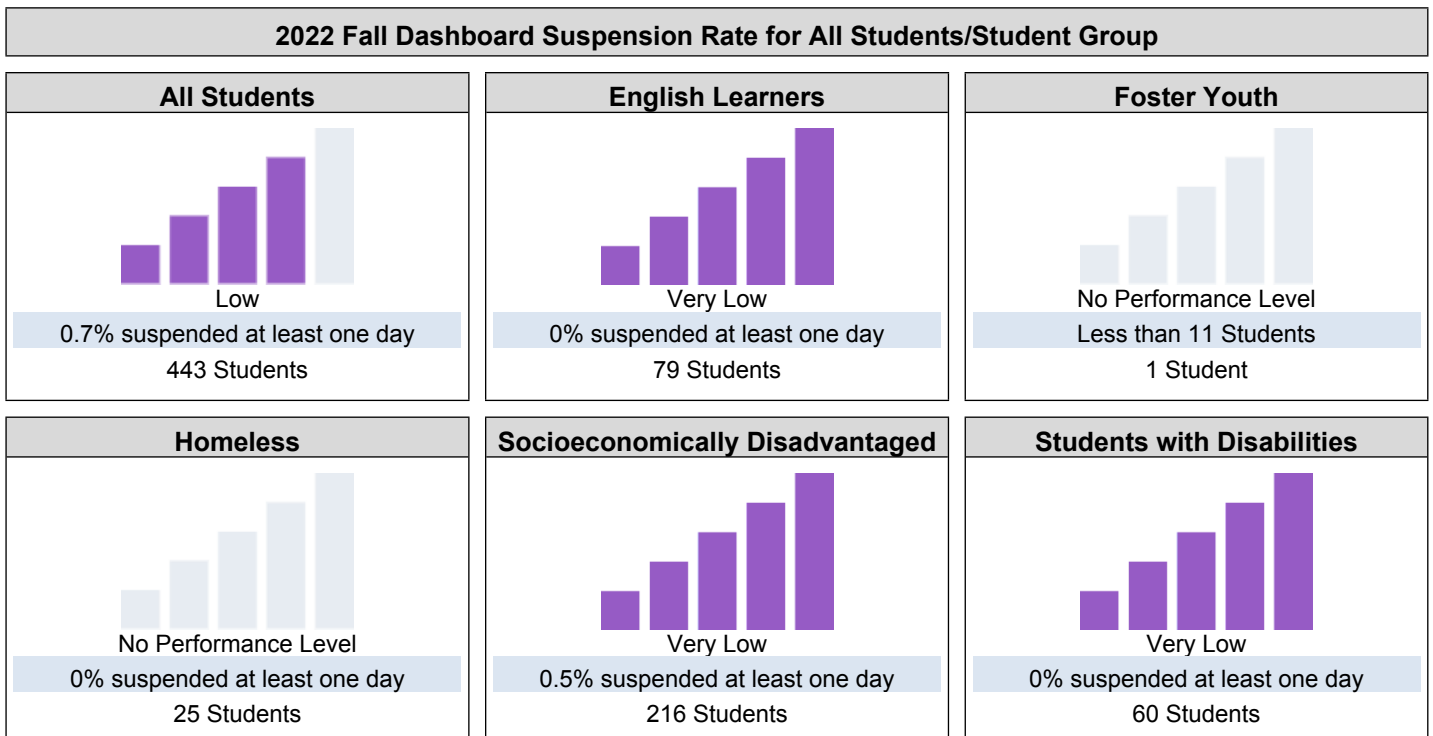 2022 Fall Dashboard Suspension Rate for All Students/Student Group
All Students
Low
0.7% suspended at least one day
443 Students
English Learners
Very Low
0% suspended at least one day
79 Students
Foster Youth
No Performance Level
Less than 11 Students
1 Student
Homeless
No Performance Level
0% suspended at least one day
25 Students
Socioeconomically Disadvantaged
Very Low
0.5% suspended at least one day
216 Students
Students with Disabilities
Very Low
0% suspended at least one day
60 Students